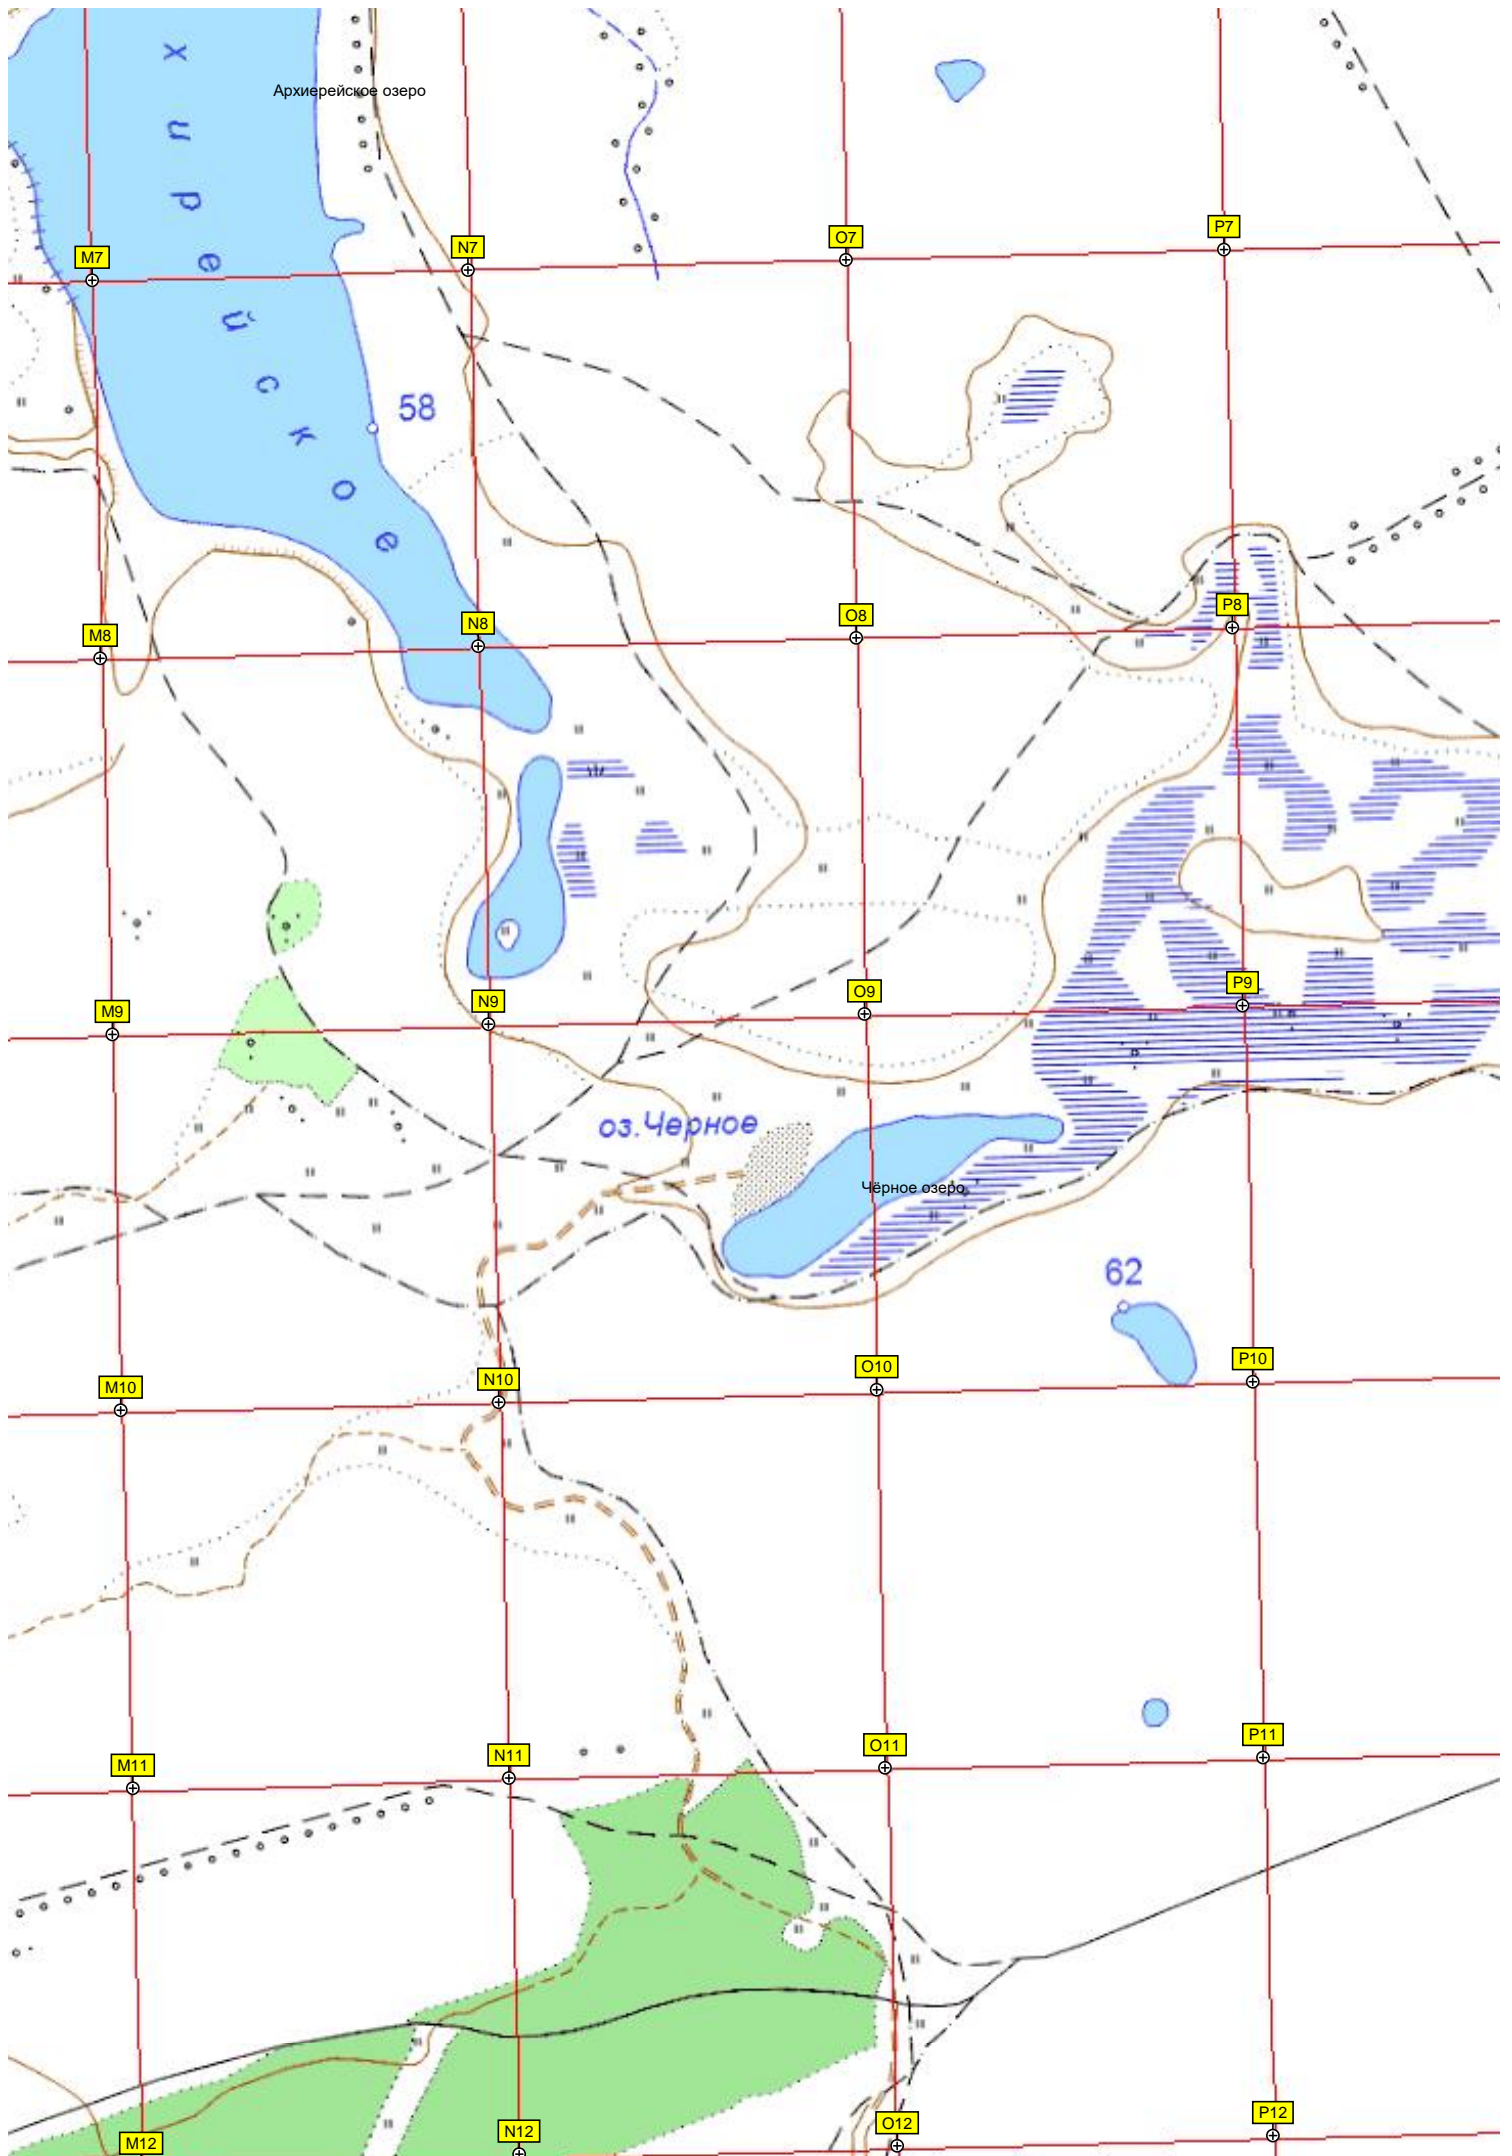 х и р е й с к о е
Архиерейское озеро
M7
N7
O7
P7
58
M8
N8
O8
P8
M9
N9
O9
P9
оз.Черное
Чёрное озеро
62
M10
N10
O10
P10
M11
N11
O11
P11
M12
N12
O12
P12